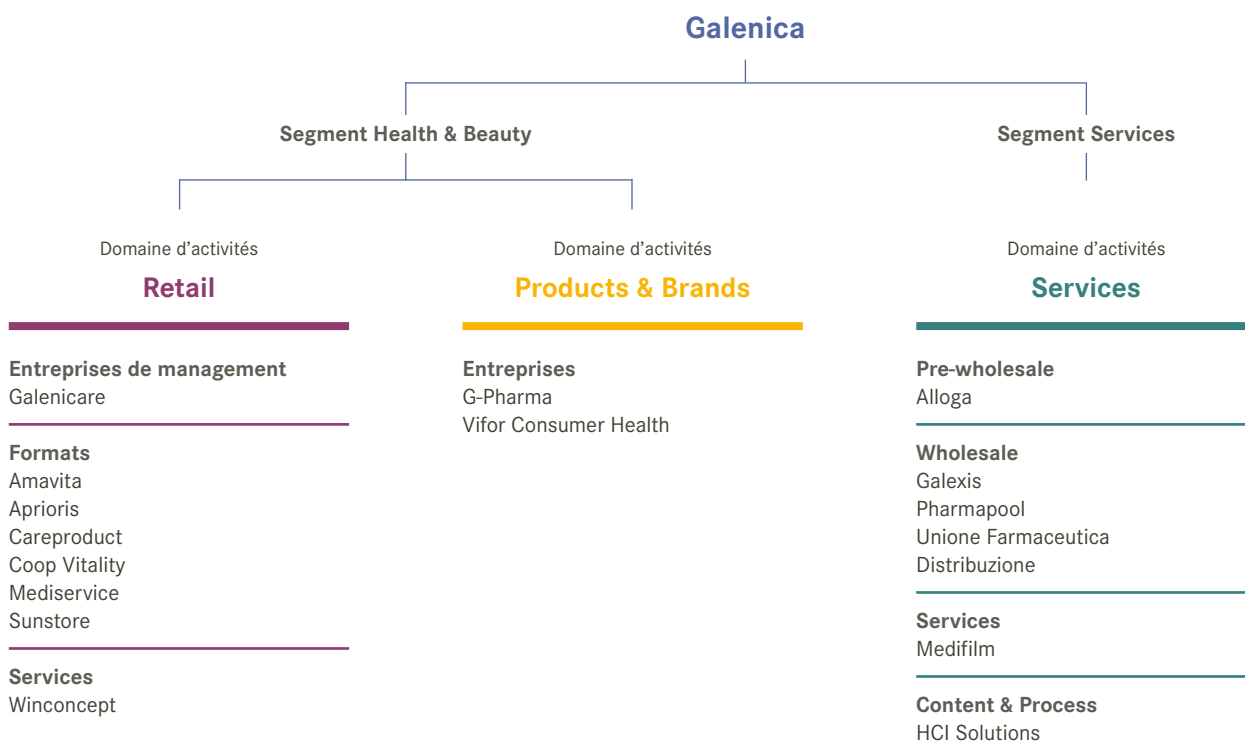 Galenica
Segment Health & Beauty
Segment Services
Domaine d’activités
Retail
Entreprises de management
Galenicare
Formats
Amavita
Aprioris
Careproduct
Coop Vitality
Mediservice
Sunstore
Services
Winconcept
Domaine d’activités
Products & Brands
Entreprises
G-Pharma
Vifor Consumer Health
Domaine d’activités
Services
Pre-wholesale
Alloga
Wholesale
Galexis
Pharmapool
Unione Farmaceutica
Distribuzione
Services
Medifilm
Content & Process
HCI Solutions